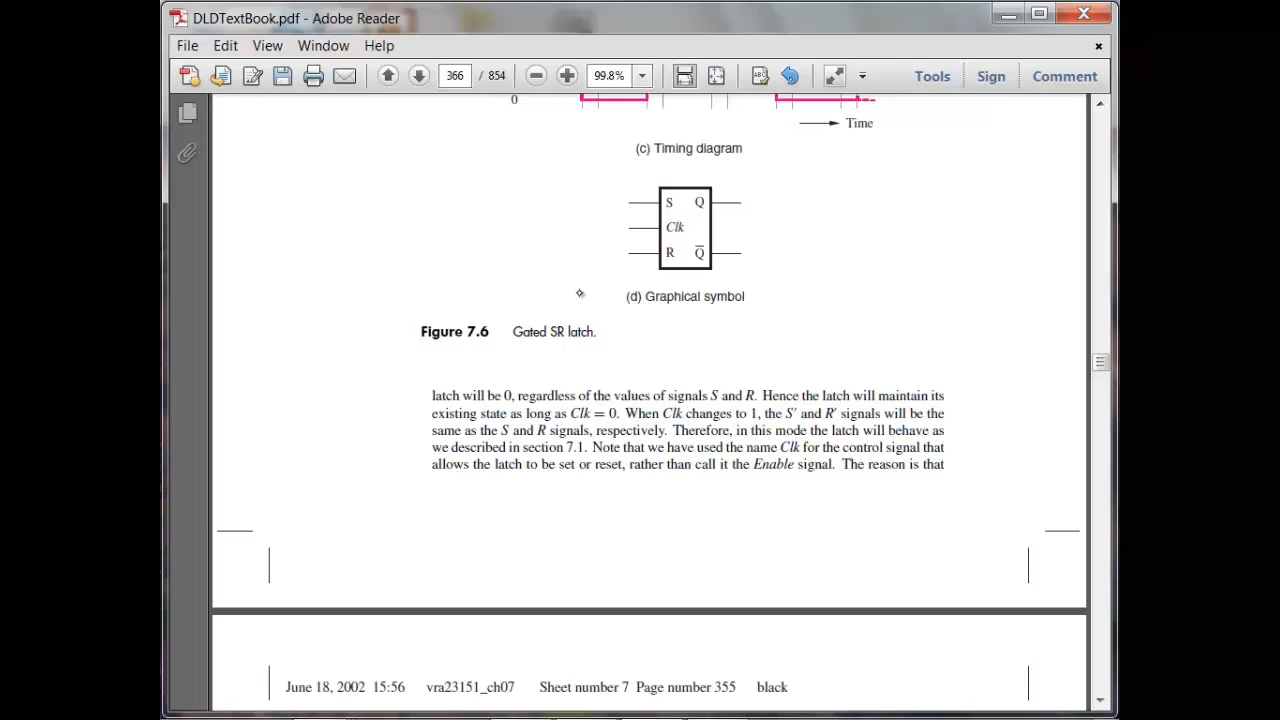 DLDTextBook.pdf - Adobe Reader
File Edit View Window Help
366 / 854 99.8% Tools Sign Comment
0
Time
(c) Timing diagram
S Q
Clk
R Q̅
(d) Graphical symbol
Figure 7.6 Gated SR latch.
latch will be 0, regardless of the values of signals S and R. Hence the latch will maintain its
existing state as long as Clk = 0. When Clk changes to 1, the S′ and R′ signals will be the
same as the S and R signals, respectively. Therefore, in this mode the latch will behave as
we described in section 7.1. Note that we have used the name Clk for the control signal that
allows the latch to be set or reset, rather than call it the Enable signal. The reason is that
June 18, 2002 15:56 vra23151_ch07 Sheet number 7 Page number 355 black